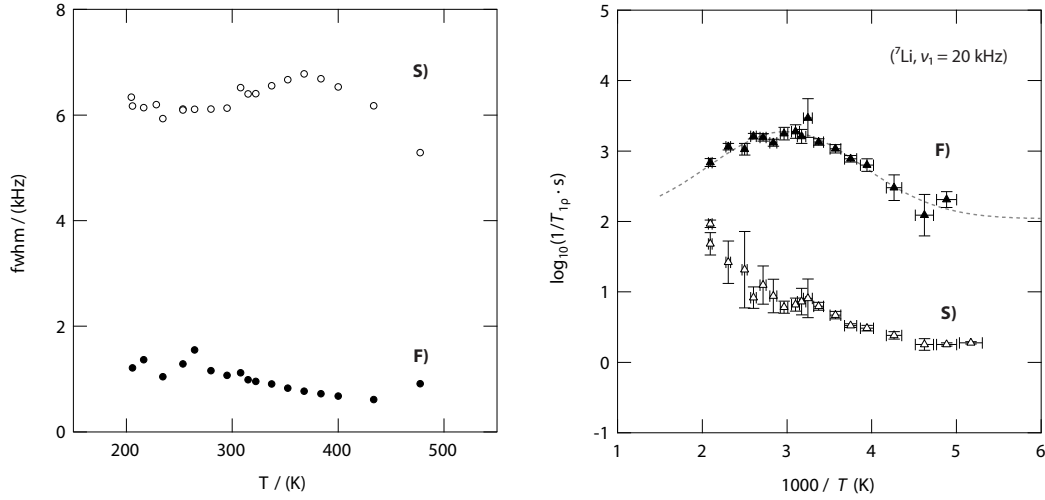 8
6
4
2
0
fwhm / (kHz)
S)
F)
200
300
400
500
T / (K)
5
4
3
2
1
0
-1
log₁₀(1/T₁ρ · s)
(⁷Li, ν₁ = 20 kHz)
F)
S)
1
2
3
4
5
6
1000 / T (K)